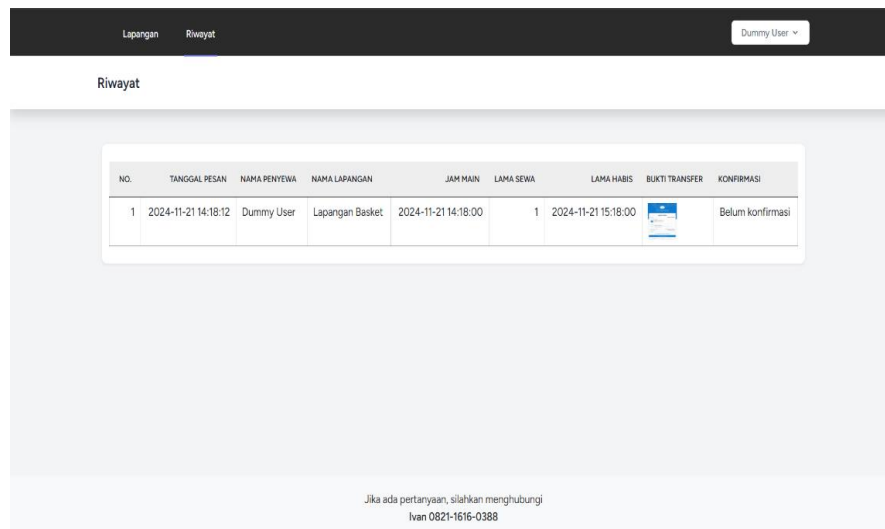 Lapangan Riwayat Dummy User
Riwayat
NO. TANGGAL PESAN NAMA PENYEWA NAMA LAPANGAN JAM MAIN LAMA SEWA LAMA HABIS BUKTI TRANSFER KONFIRMASI
1 2024-11-21 14:18:12 Dummy User Lapangan Basket 2024-11-21 14:18:00 1 2024-11-21 15:18:00 Belum konfirmasi
Jika ada pertanyaan, silahkan menghubungi
Ivan 0821-1616-0388